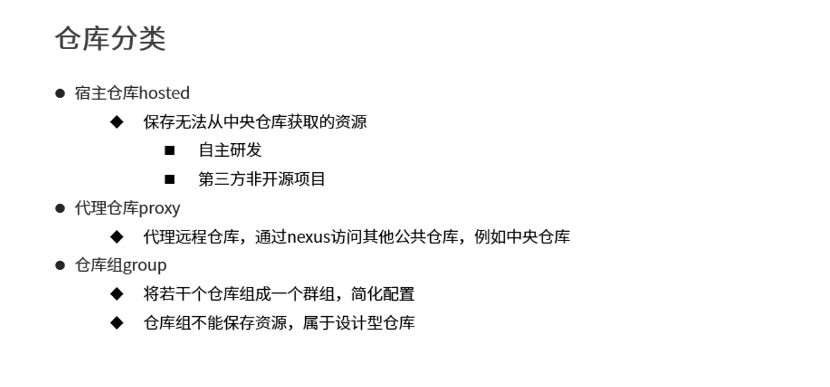 仓库分类
● 宿主仓库hosted
◆ 保存无法从中央仓库获取的资源
■ 自主研发
■ 第三方非开源项目
● 代理仓库proxy
◆ 代理远程仓库，通过nexus访问其他公共仓库，例如中央仓库
● 仓库组group
◆ 将若干个仓库组成一个群组，简化配置
◆ 仓库组不能保存资源，属于设计型仓库